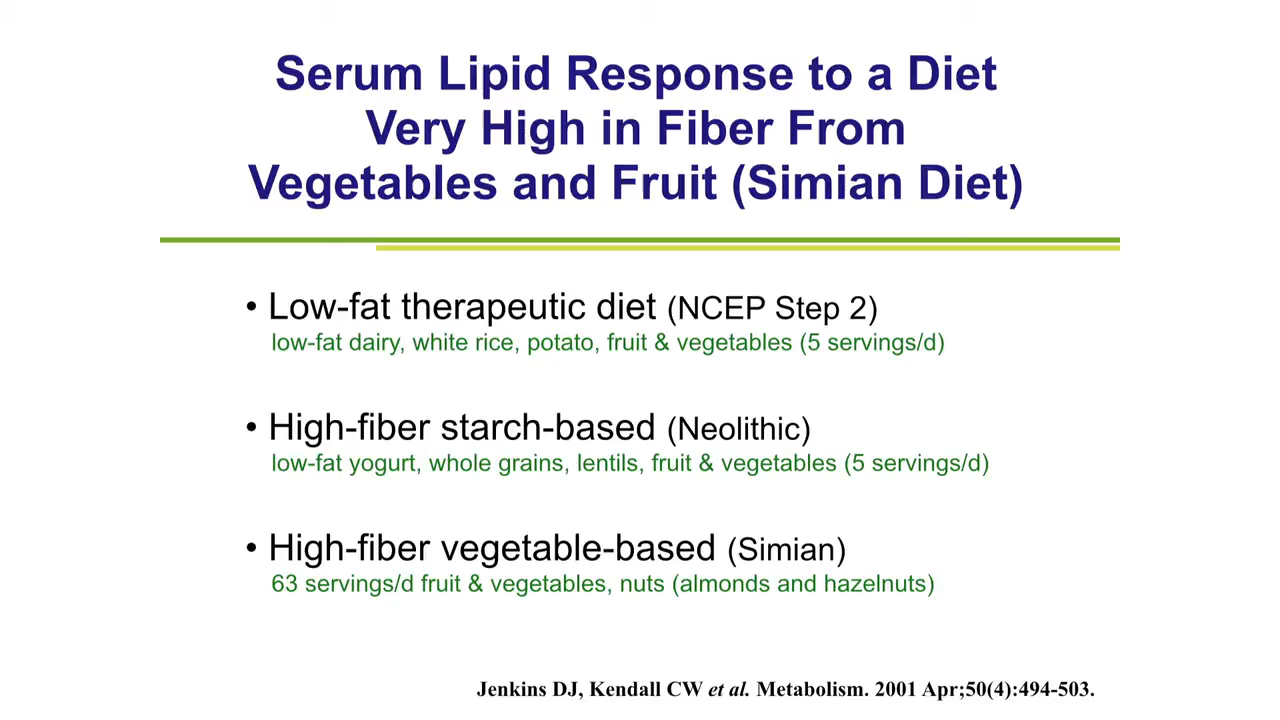 Serum Lipid Response to a Diet
Very High in Fiber From
Vegetables and Fruit (Simian Diet)
• Low-fat therapeutic diet (NCEP Step 2)
low-fat dairy, white rice, potato, fruit & vegetables (5 servings/d)
• High-fiber starch-based (Neolithic)
low-fat yogurt, whole grains, lentils, fruit & vegetables (5 servings/d)
• High-fiber vegetable-based (Simian)
63 servings/d fruit & vegetables, nuts (almonds and hazelnuts)
Jenkins DJ, Kendall CW et al. Metabolism. 2001 Apr;50(4):494-503.